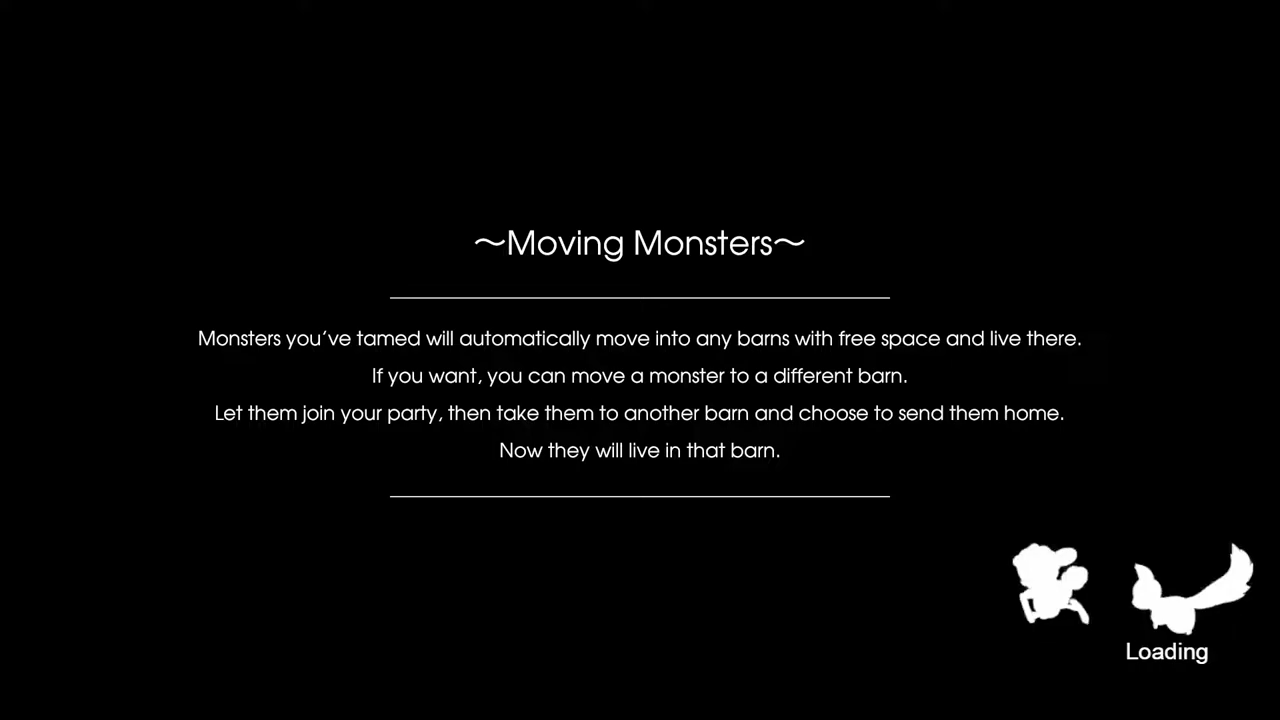 ～Moving Monsters～
Monsters you’ve tamed will automatically move into any barns with free space and live there.
If you want, you can move a monster to a different barn.
Let them join your party, then take them to another barn and choose to send them home.
Now they will live in that barn.
Loading